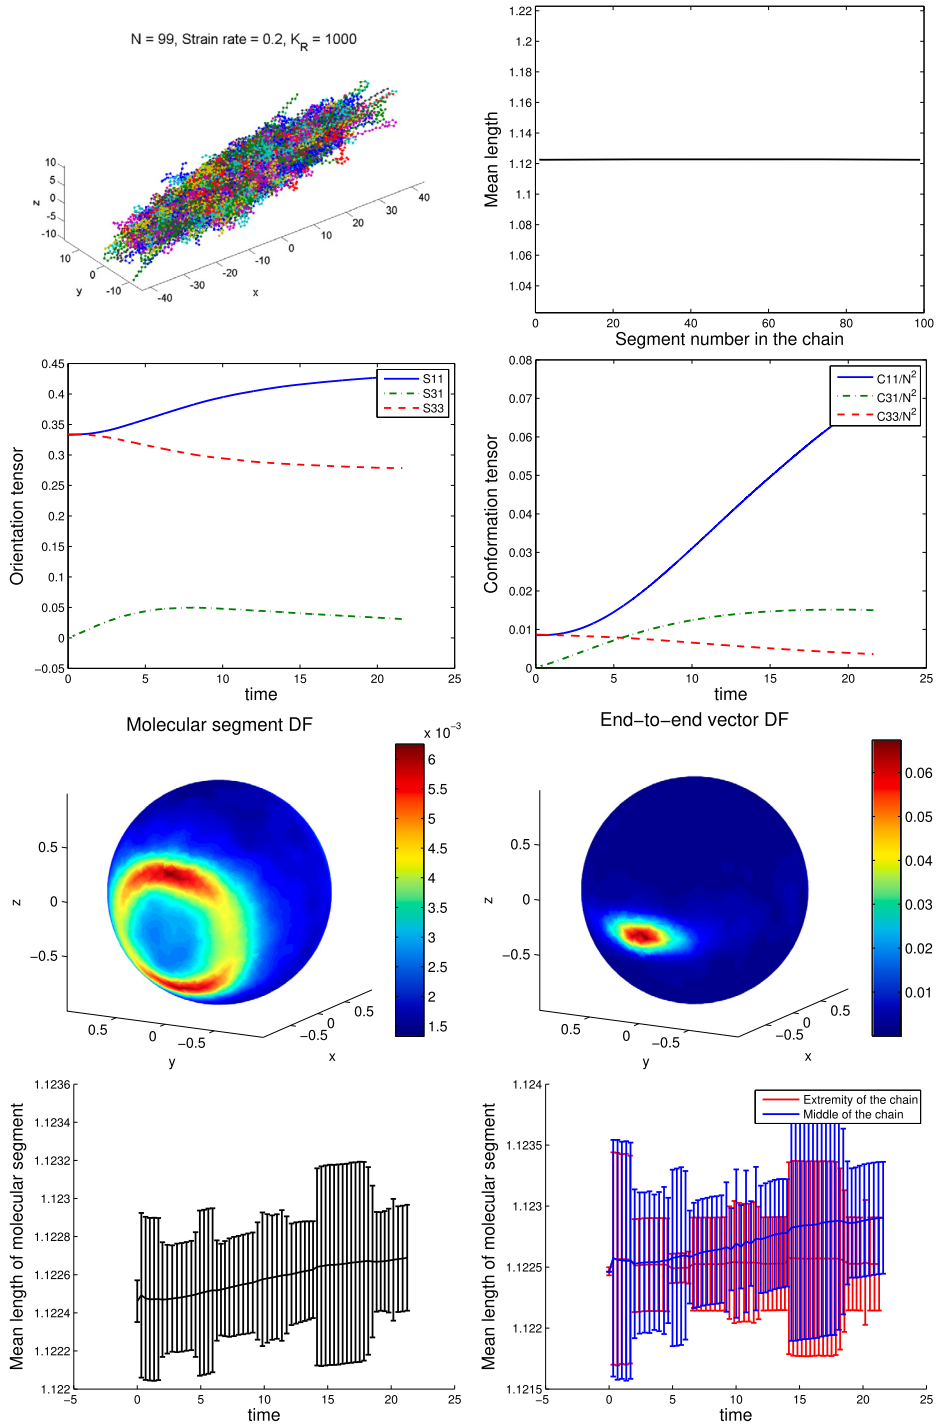 N = 99, Strain rate = 0.2, K_R = 1000
10
5
0
-5
-10
z
10
0
-10
y
-40
-30
-20
-10
0
10
20
30
40
x
1.22
1.2
1.18
1.16
1.14
1.12
1.1
1.08
1.06
1.04
Mean length
0 20 40 60 80 100
Segment number in the chain
0.45
0.4
0.35
0.3
0.25
0.2
0.15
0.1
0.05
0
-0.05
Orientation tensor
S11
S31
S33
0 5 10 15 20 25
time
0.08
0.07
0.06
0.05
0.04
0.03
0.02
0.01
0
Conformation tensor
C11/N²
C31/N²
C33/N²
0 5 10 15 20 25
time
Molecular segment DF
x 10⁻³
6
5.5
5
4.5
4
3.5
3
2.5
2
1.5
0.5
0
−0.5
z
0.5
0
−0.5
y
−0.5
0
0.5
x
End−to−end vector DF
0.06
0.05
0.04
0.03
0.02
0.01
0.5
0
−0.5
z
0.5
0
−0.5
y
−0.5
0
0.5
x
1.1236
1.1234
1.1232
1.123
1.1228
1.1226
1.1224
1.1222
1.122
Mean length of molecular segment
−5 0 5 10 15 20 25
time
1.124
1.1235
1.123
1.1225
1.122
1.1215
Mean length of molecular segment
Extremity of the chain
Middle of the chain
−5 0 5 10 15 20 25
time